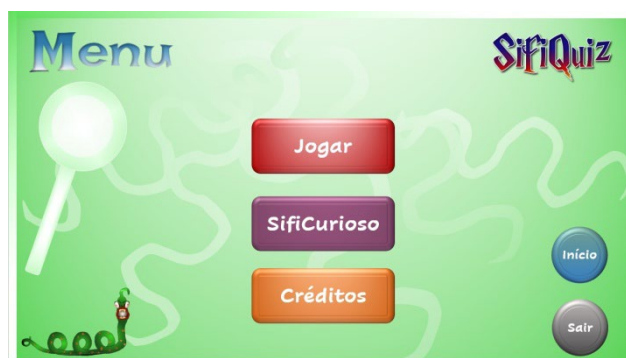 Menu
SifiQuiz
Jogar
SifiCurioso
Créditos
Início
Sair